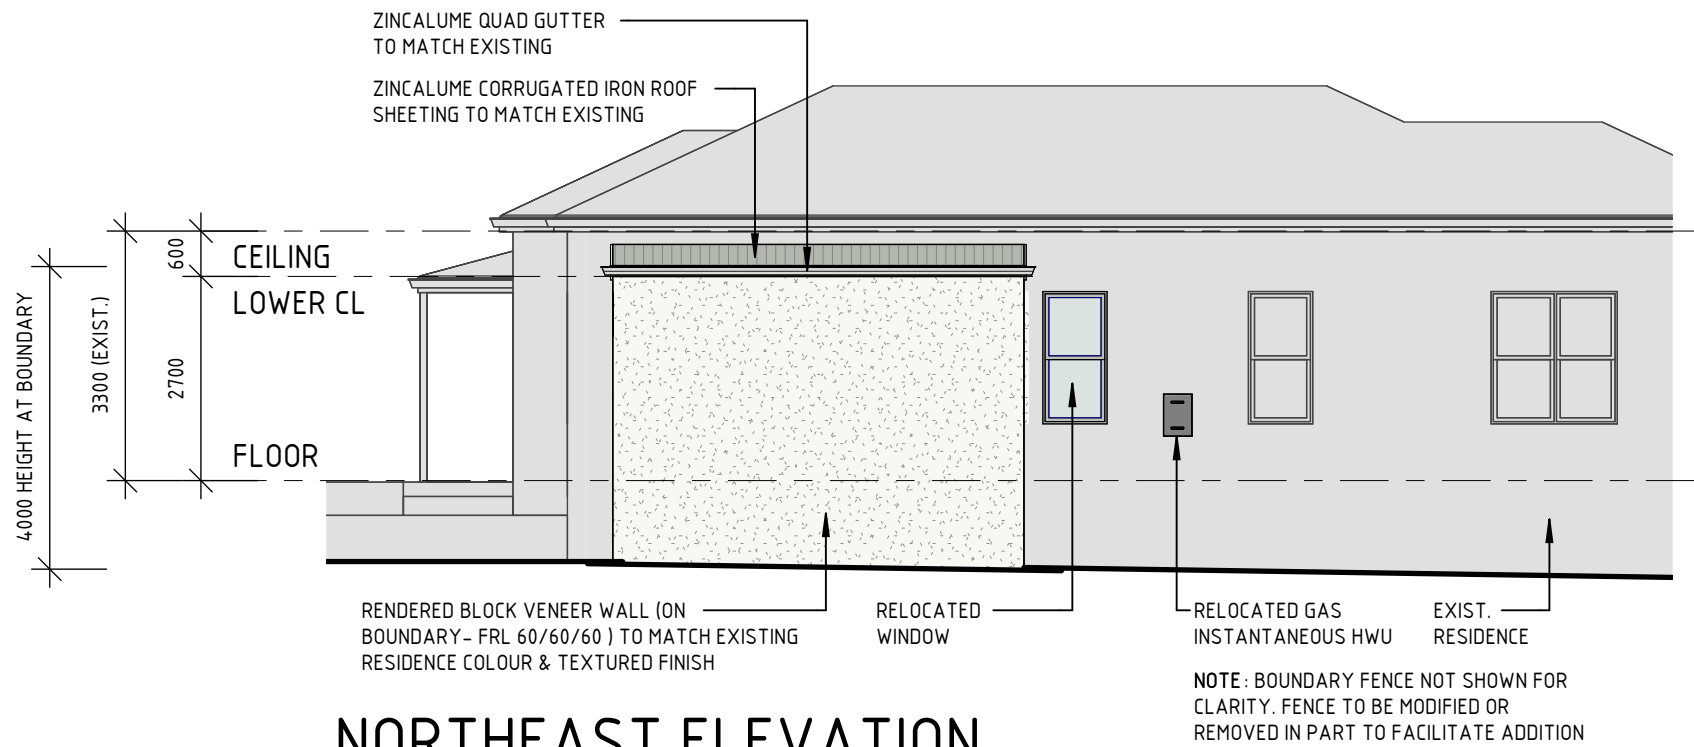 ZINCALUME QUAD GUTTER
TO MATCH EXISTING
ZINCALUME CORRUGATED IRON ROOF
SHEETING TO MATCH EXISTING
600
CEILING
LOWER CL
4000 HEIGHT AT BOUNDARY
3300 (EXIST.)
2700
FLOOR
RENDERED BLOCK VENEER WALL (ON
BOUNDARY- FRL 60/60/60 ) TO MATCH EXISTING
RESIDENCE COLOUR & TEXTURED FINISH
RELOCATED
WINDOW
RELOCATED GAS
INSTANTANEOUS HWU
EXIST.
RESIDENCE
NOTE: BOUNDARY FENCE NOT SHOWN FOR
CLARITY. FENCE TO BE MODIFIED OR
REMOVED IN PART TO FACILITATE ADDITION
NORTHEAST ELEVATION